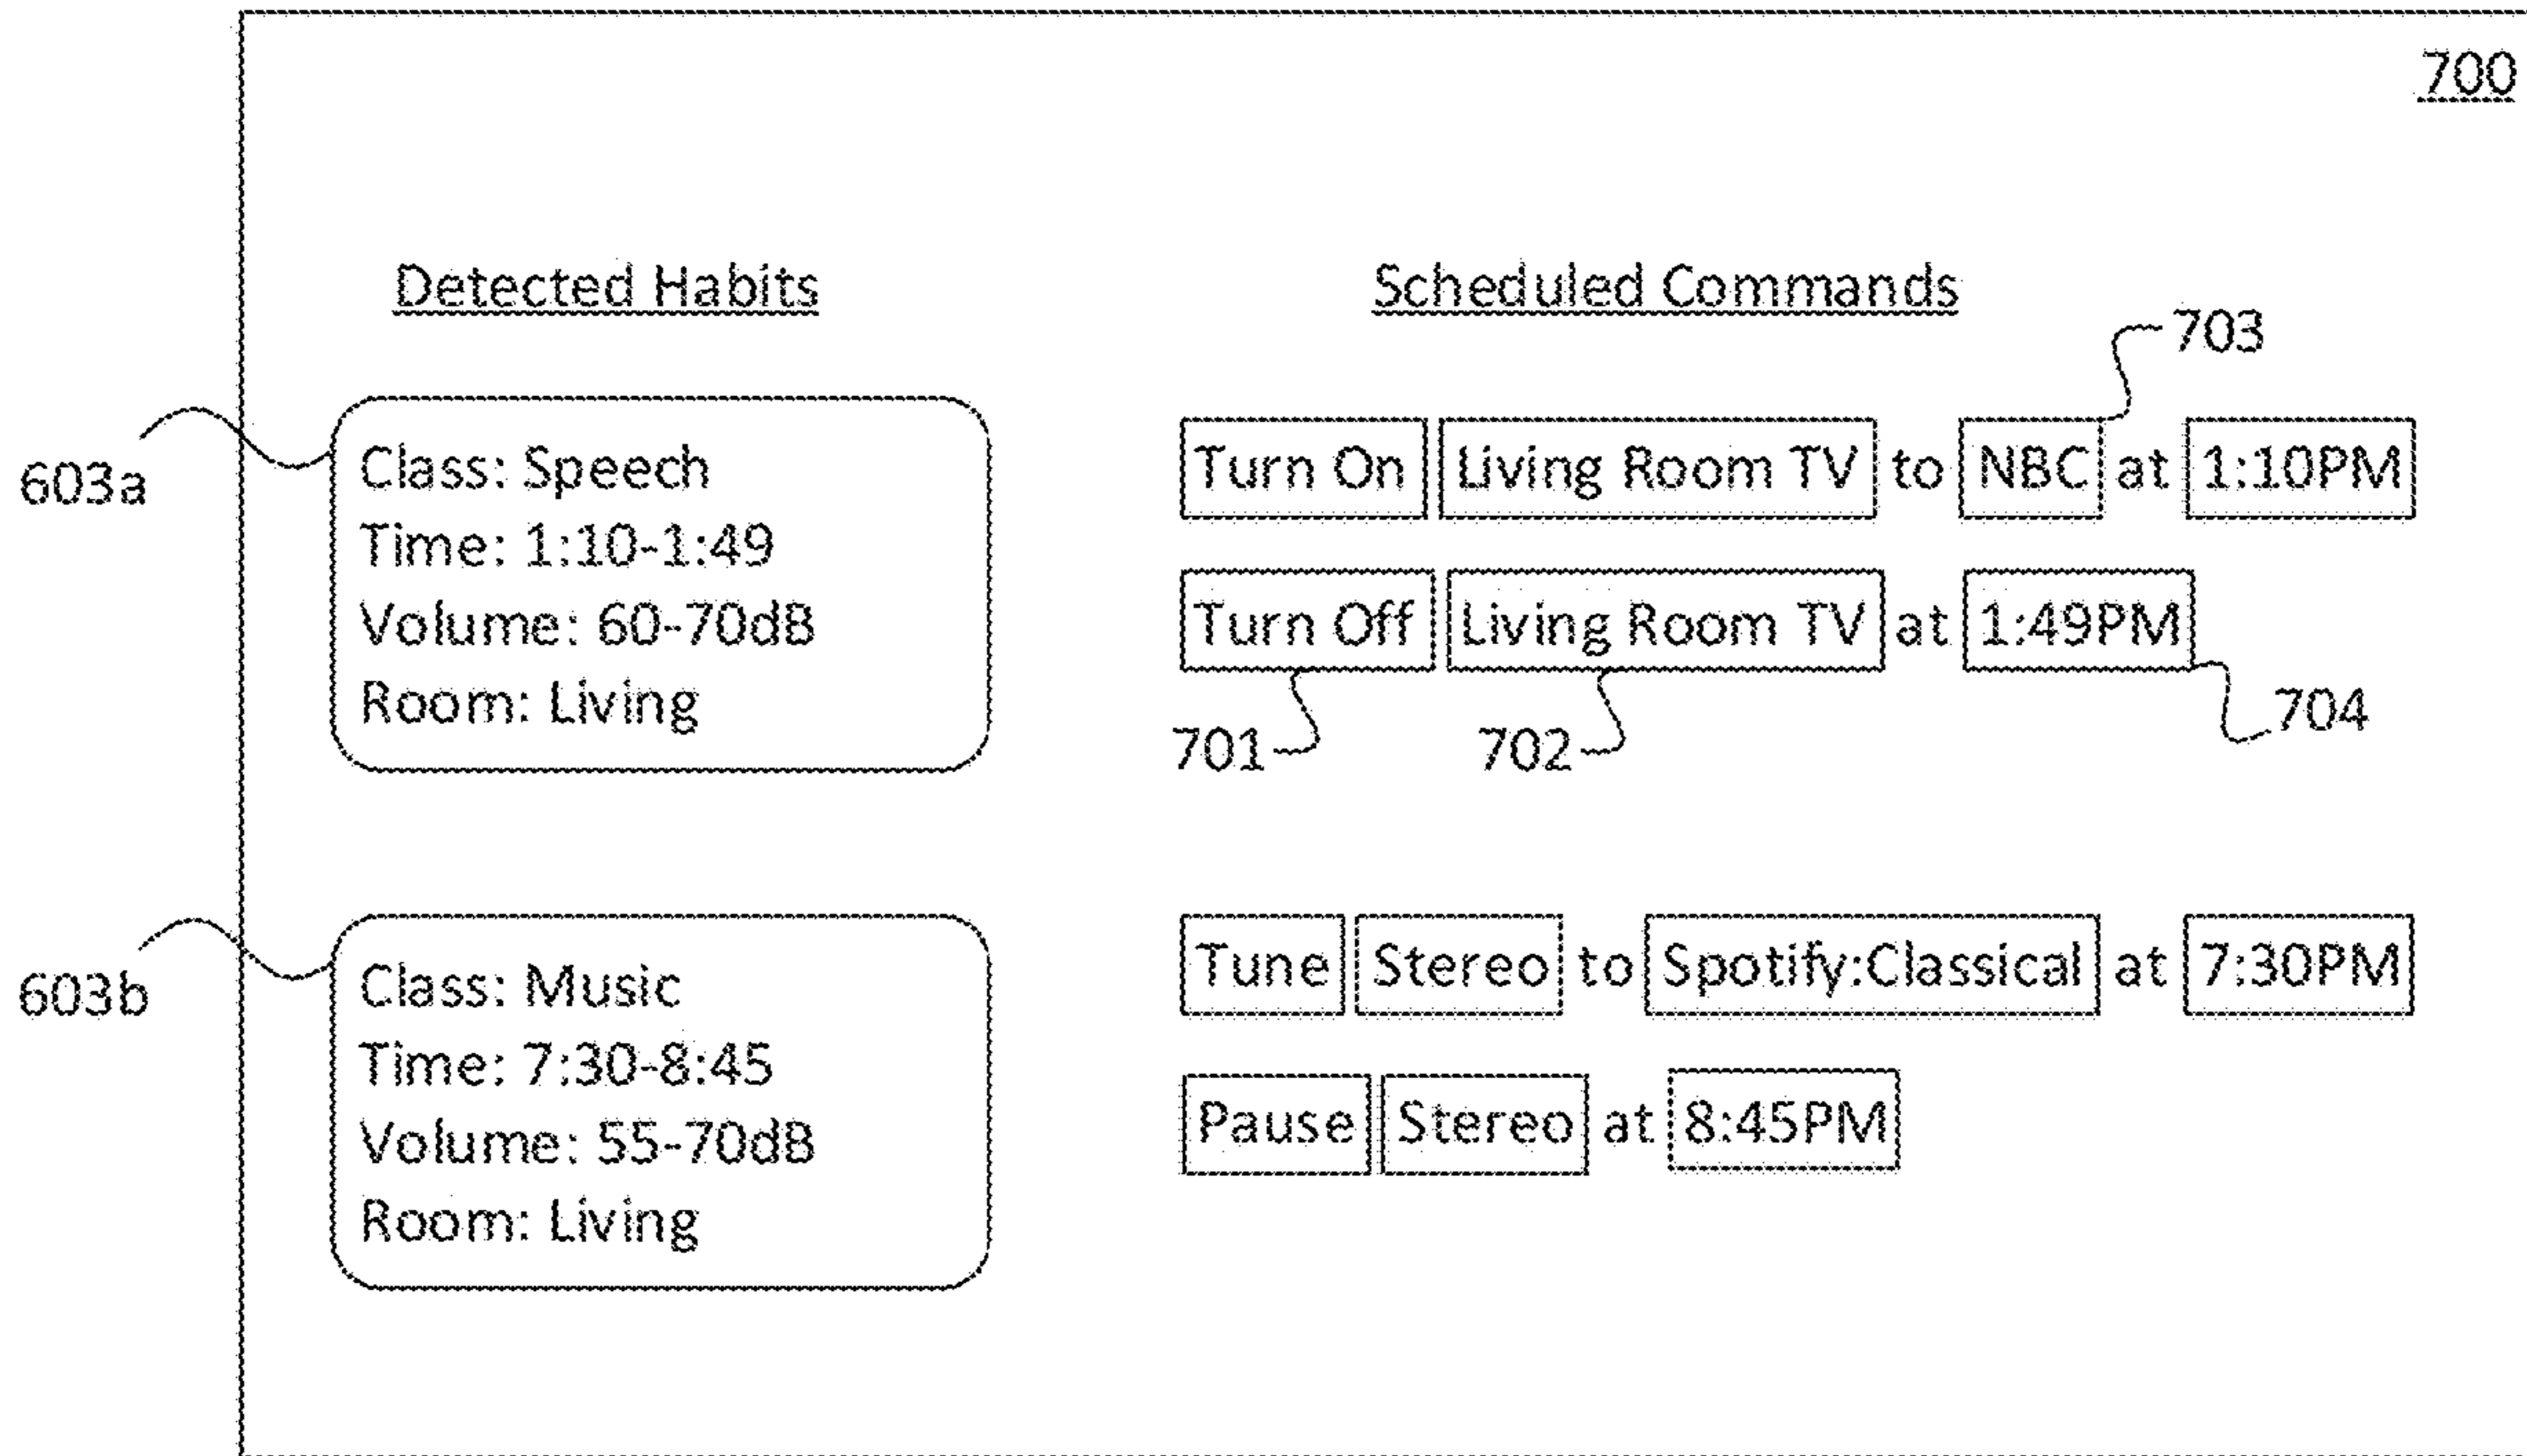 700
Detected Habits
Scheduled Commands
703
603a
Class: Speech
Time: 1:10-1:49
Volume: 60-70dB
Room: Living
Turn On Living Room TV to NBC at 1:10PM
Turn Off Living Room TV at 1:49PM
701
702
704
603b
Class: Music
Time: 7:30-8:45
Volume: 55-70dB
Room: Living
Tune Stereo to Spotify:Classical at 7:30PM
Pause Stereo at 8:45PM